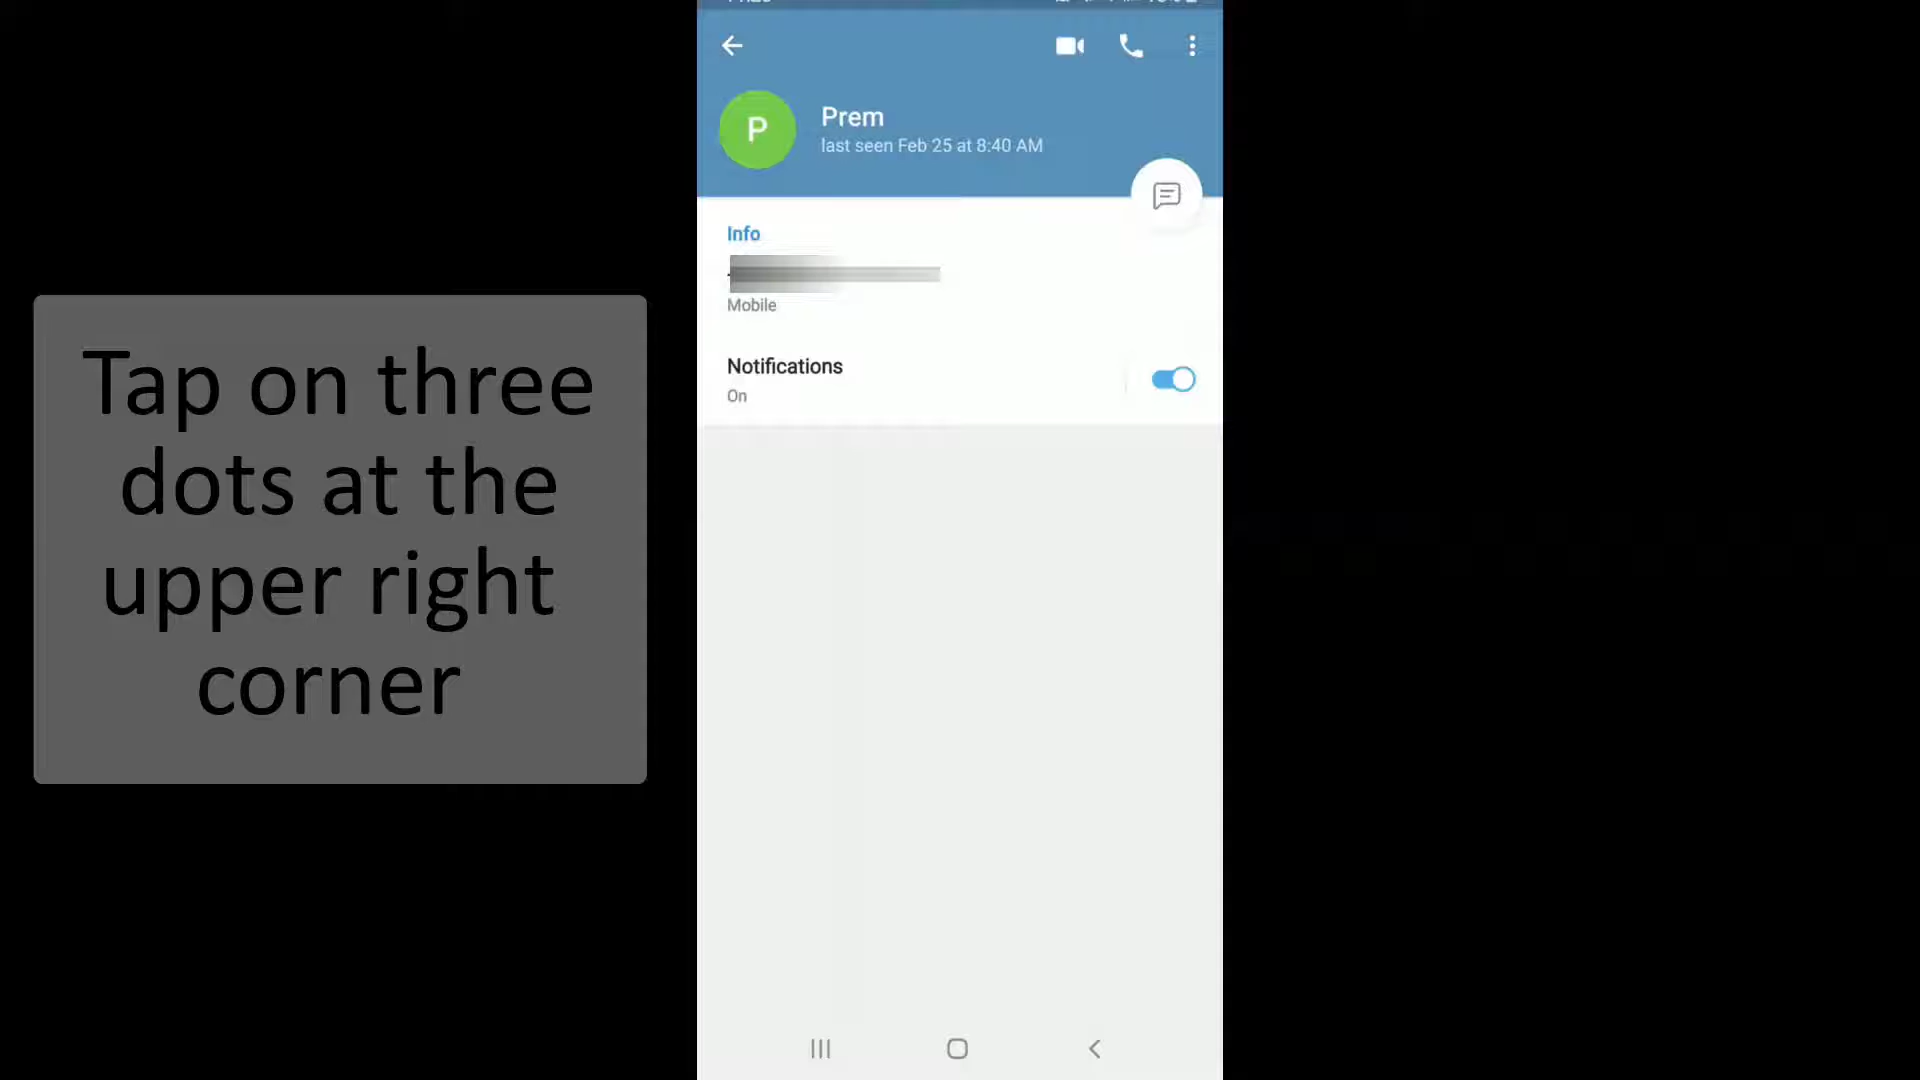 Prem
P
last seen Feb 25 at 8:40 AM
Info
Mobile
Notifications
On
Tap on three
dots at the
upper right
corner